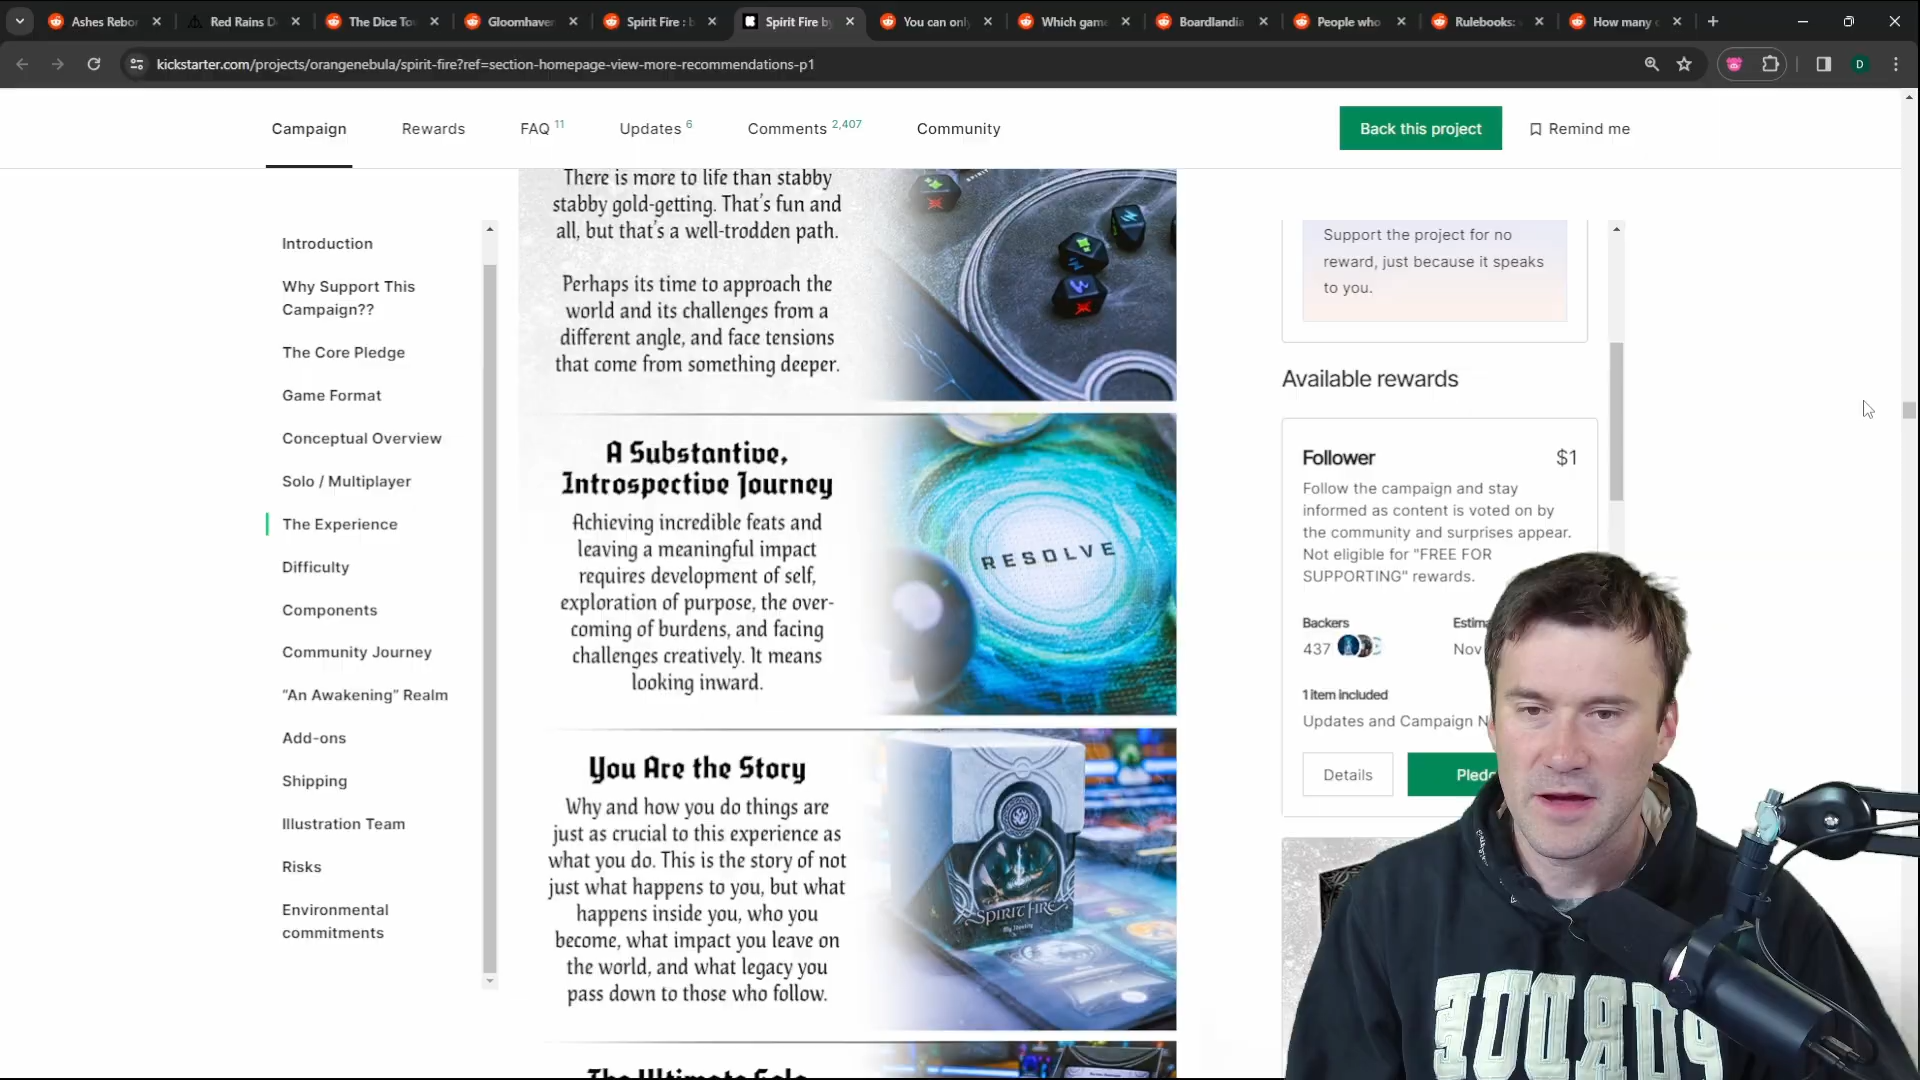 Ashes Rebor
Red Rains D
The Dice To
Gloomhaven
Spirit Fire : b
Spirit Fire by
You can only
Which game
Boardlandia
People who
Rulebooks:
How many
kickstarter.com/projects/orangenebula/spirit-fire?ref=section-homepage-view-more-recommendations-p1
D
Campaign
Rewards
FAQ 11
Updates 6
Comments 2,407
Community
Back this project
Remind me
Introduction
Why Support This
Campaign??
The Core Pledge
Game Format
Conceptual Overview
Solo / Multiplayer
The Experience
Difficulty
Components
Community Journey
“An Awakening” Realm
Add-ons
Shipping
Illustration Team
Risks
Environmental
commitments
There is more to life than stabby
stabby gold-getting. That's fun and
all, but that's a well-trodden path.
Perhaps its time to approach the
world and its challenges from a
different angle, and face tensions
that come from something deeper.
A Substantive,
Introspective Journey
Achieving incredible feats and
leaving a meaningful impact
requires development of self,
exploration of purpose, the over-
coming of burdens, and facing
challenges creatively. It means
looking inward.
RESOLVE
You Are the Story
Why and how you do things are
just as crucial to this experience as
what you do. This is the story of not
just what happens to you, but what
happens inside you, who you
become, what impact you leave on
the world, and what legacy you
pass down to those who follow.
SPIRIT FIRE
My Identity
The Ultimate Solo
Support the project for no
reward, just because it speaks
to you.
Available rewards
Follower $1
Follow the campaign and stay
informed as content is voted on by
the community and surprises appear.
Not eligible for "FREE FOR
SUPPORTING" rewards.
Backers
437
Estima
Nov
1 item included
Updates and Campaign N
Details
Pledg
PURDUE